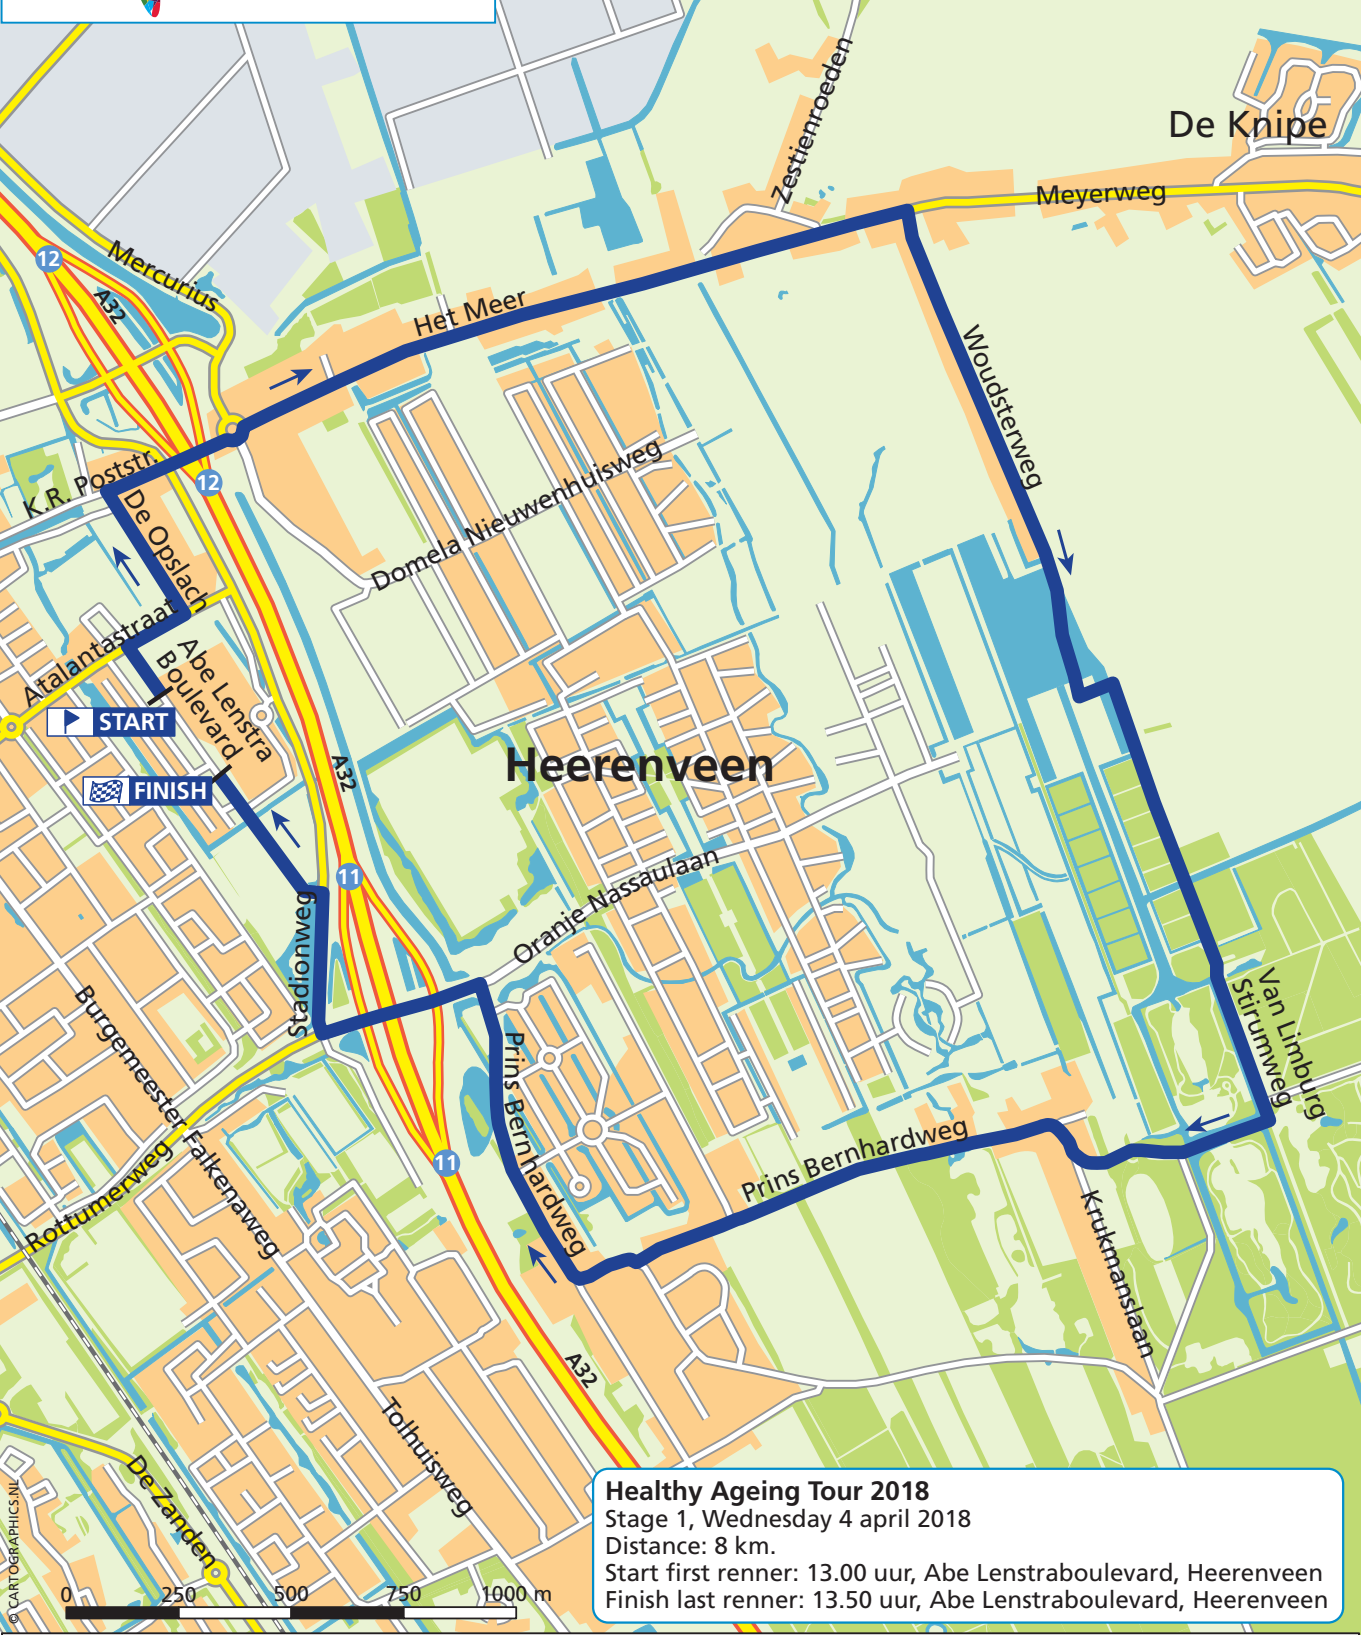 Zestienroeden
De Knipe
Meyerweg
12
Mercurius
A32
Het Meer
Woudsterweg
K.R. Poststr.
12
De Opslach
Domela Nieuwenhuisweg
Atalantastraat
Abe Lenstra
Boulevard
START
FINISH
A32
Heerenveen
11
Oranje Nassaulaan
Stadionweg
Van Limburg
Stirumweg
Burgemeester Falkenaweg
Prins Bernhardweg
Prins Bernhardweg
11
Rottumerweg
Krukmanslaan
A32
Tolhuisweg
De Zanden
© CARTOGRAPHICS.NL
0 250 500 750 1000 m
Healthy Ageing Tour 2018
Stage 1, Wednesday 4 april 2018
Distance: 8 km.
Start first renner: 13.00 uur, Abe Lenstraboulevard, Heerenveen
Finish last renner: 13.50 uur, Abe Lenstraboulevard, Heerenveen